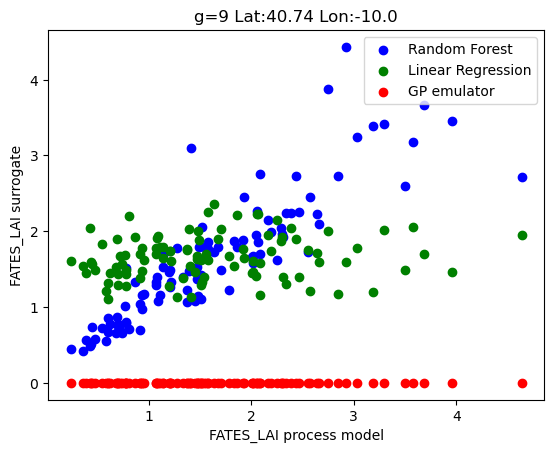 g=9 Lat:40.74 Lon:-10.0
Random Forest
Linear Regression
GP emulator
FATES_LAI surrogate
4
3
2
1
0
1 2 3 4
FATES_LAI process model